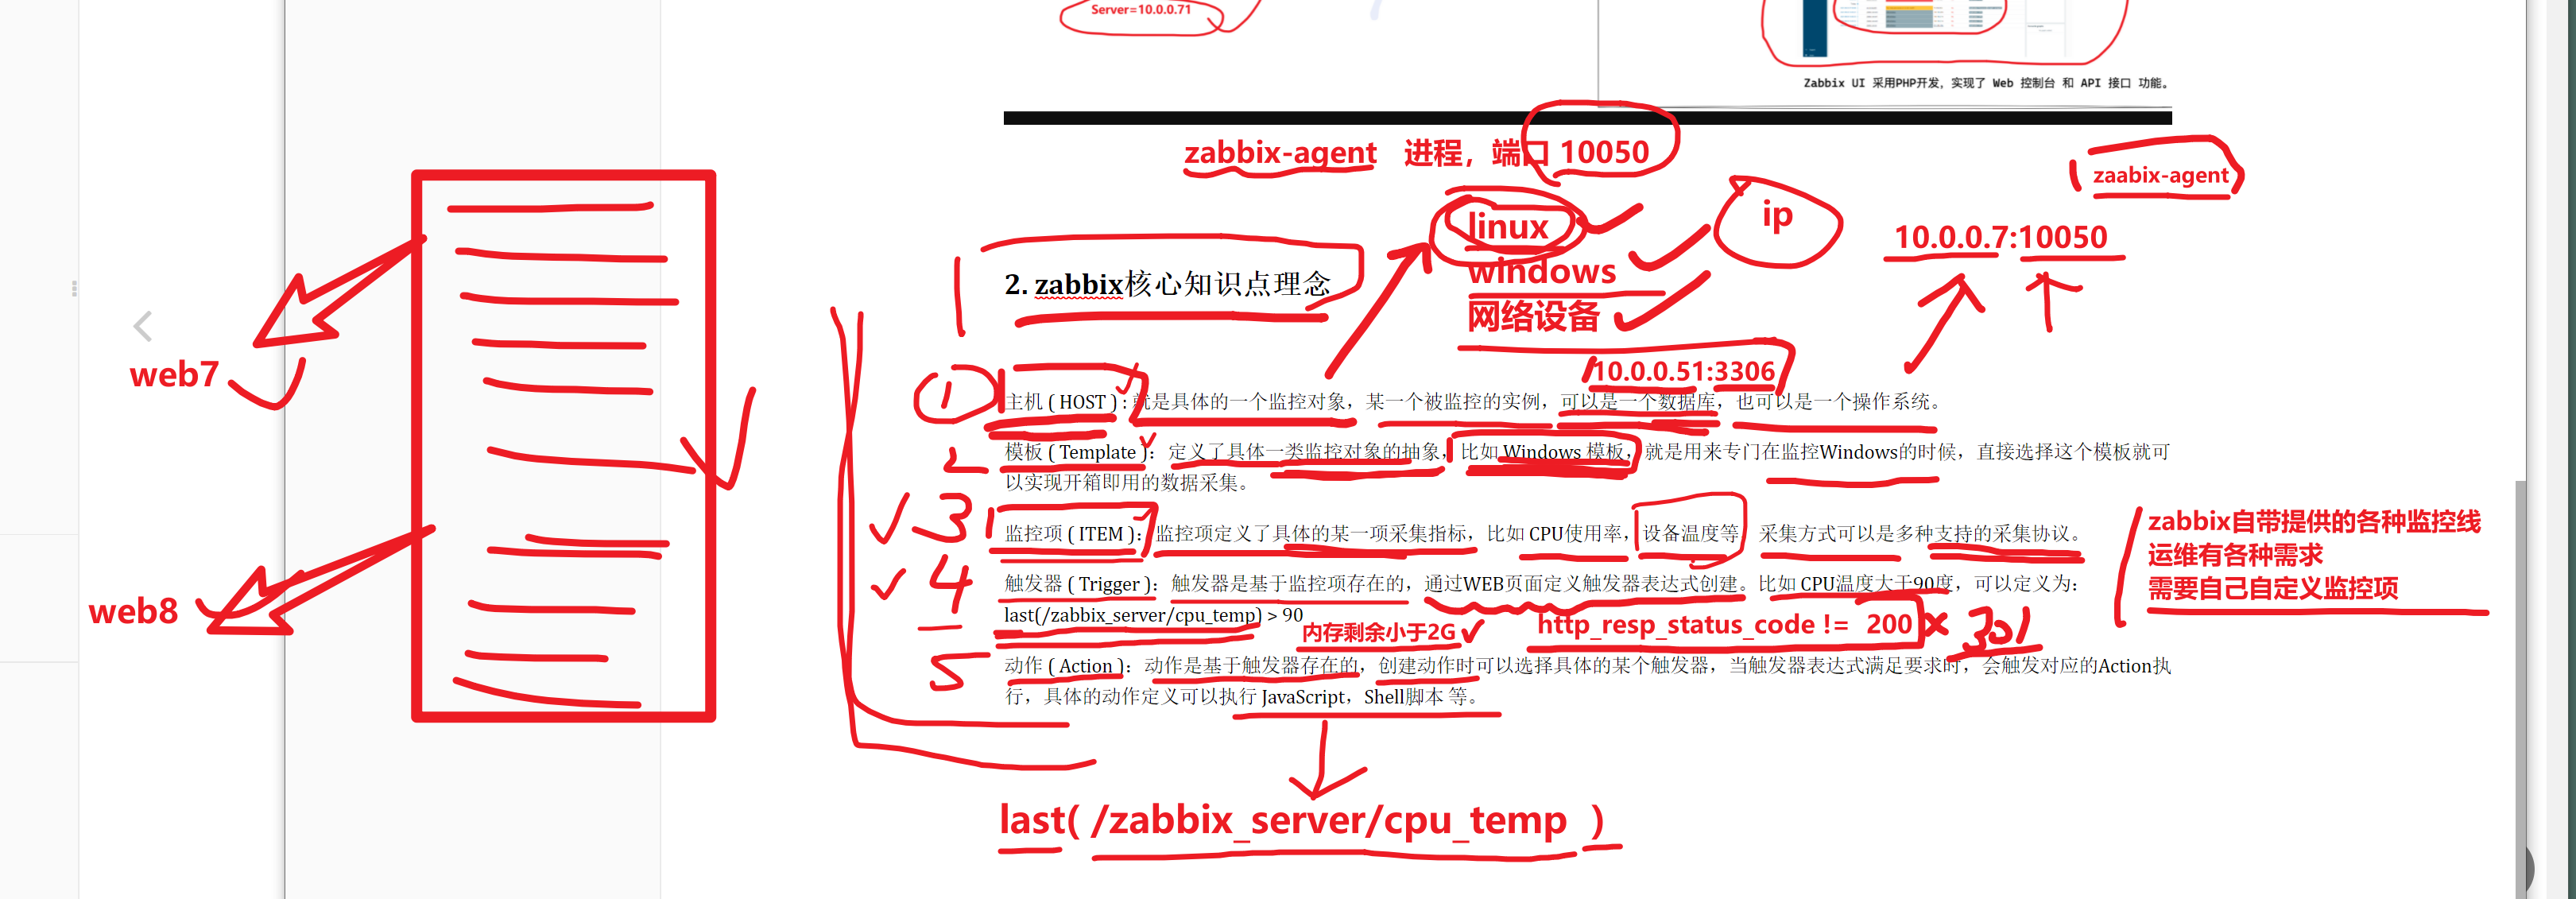 Server=10.0.0.71
Zabbix UI 采用PHP开发，实现了 Web 控制台 和 API 接口 功能。
zabbix-agent 进程，端口 10050
zaabix-agent
linux
ip
10.0.0.7:10050
windows
2. zabbix核心知识点理念
网络设备
web7
10.0.0.51:3306
1
主机 ( HOST )：就是具体的一个监控对象，某一个被监控的实例，可以是一个数据库，也可以是一个操作系统。
2
模板 ( Template )：定义了具体一类监控对象的抽象，比如 Windows 模板，就是用来专门在监控Windows的时候，直接选择这个模板就可
以实现开箱即用的数据采集。
3
监控项 ( ITEM )：监控项定义了具体的某一项采集指标，比如 CPU使用率，设备温度等，采集方式可以是多种支持的采集协议。
zabbix自带提供的各种监控线
运维有各种需求
需要自己自定义监控项
4
触发器 ( Trigger )：触发器是基于监控项存在的，通过WEB页面定义触发器表达式创建。比如 CPU温度大于90度，可以定义为：
last(/zabbix_server/cpu_temp) > 90
web8
内存剩余小于2G
http_resp_status_code != 200
301
5
动作 ( Action )：动作是基于触发器存在的，创建动作时可以选择具体的某个触发器，当触发器表达式满足要求时，会触发对应的Action执
行，具体的动作定义可以执行 JavaScript，Shell脚本 等。
last( /zabbix_server/cpu_temp )